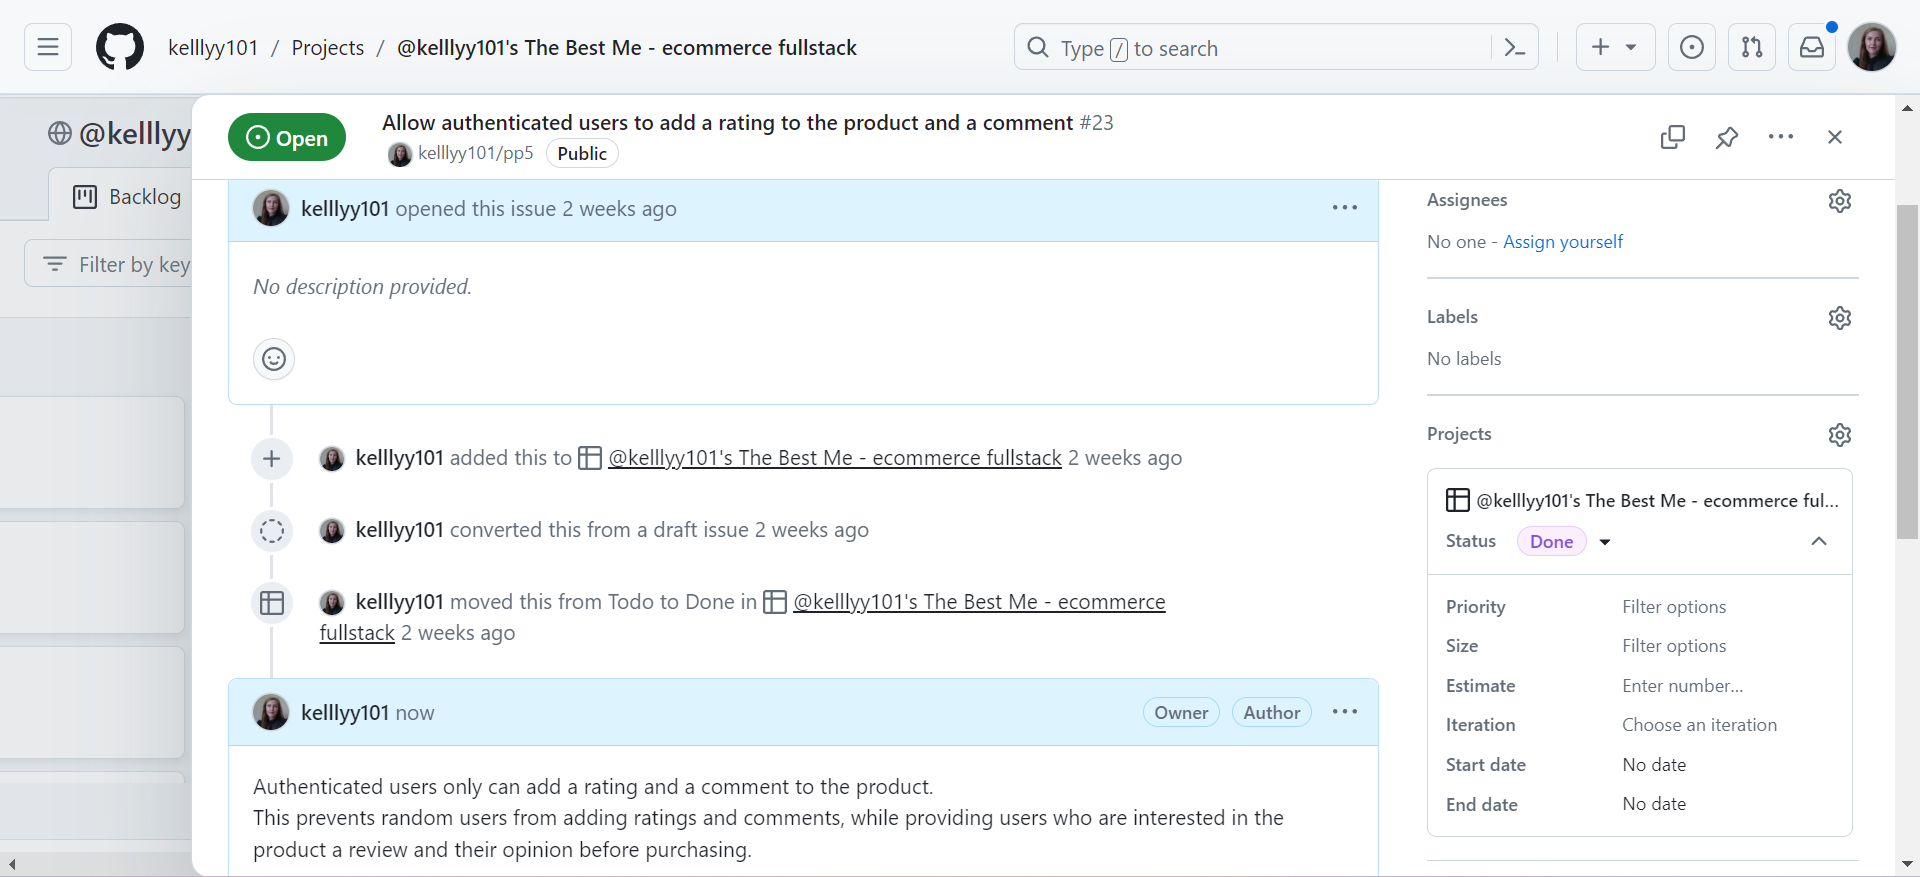 kelllyy101 / Projects / @kelllyy101's The Best Me - ecommerce fullstack
Type / to search
@kelllyy
Backlog
Filter by key
Open
Allow authenticated users to add a rating to the product and a comment #23
kelllyy101/pp5 Public
kelllyy101 opened this issue 2 weeks ago
No description provided.
kelllyy101 added this to @kelllyy101's The Best Me - ecommerce fullstack 2 weeks ago
kelllyy101 converted this from a draft issue 2 weeks ago
kelllyy101 moved this from Todo to Done in @kelllyy101's The Best Me - ecommerce
fullstack 2 weeks ago
kelllyy101 now Owner Author
Authenticated users only can add a rating and a comment to the product.
This prevents random users from adding ratings and comments, while providing users who are interested in the
product a review and their opinion before purchasing.
Assignees
No one - Assign yourself
Labels
No labels
Projects
@kelllyy101's The Best Me - ecommerce ful...
Status Done
Priority Filter options
Size Filter options
Estimate Enter number...
Iteration Choose an iteration
Start date No date
End date No date